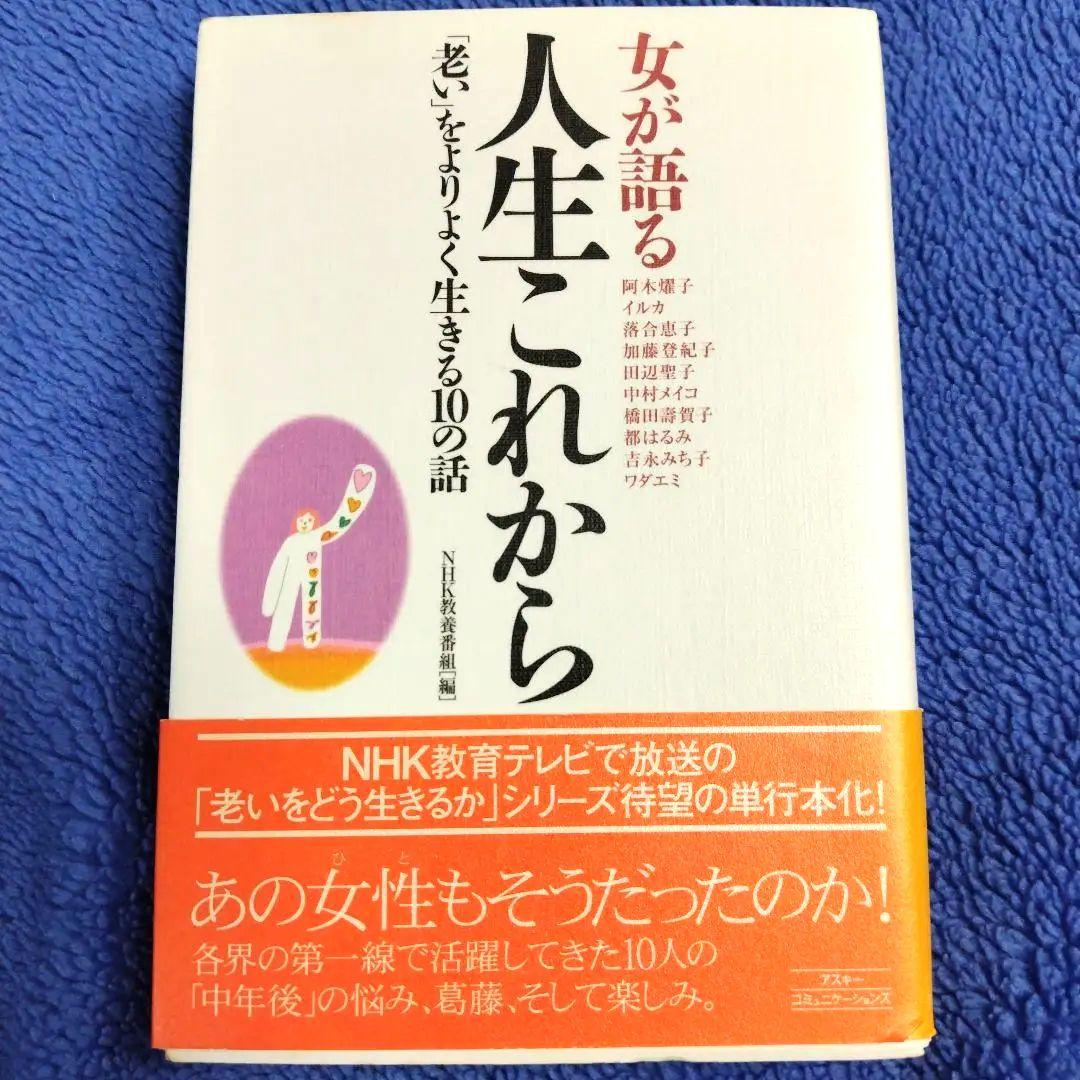 女が語る
阿木燿子
イルカ
落合恵子
加藤登紀子
田辺聖子
中村メイコ
橋田壽賀子
都はるみ
吉永みち子
ワダエミ
人生これから
「老い」をよりよく生きる10の話
NHK教養番組[編]
NHK教育テレビで放送の
「老いをどう生きるか」シリーズ待望の単行本化!
ひと
あの女性もそうだったのか!
各界の第一線で活躍してきた10人の
「中年後」の悩み、葛藤、そして楽しみ。
アスキー
コミュニケーションズ